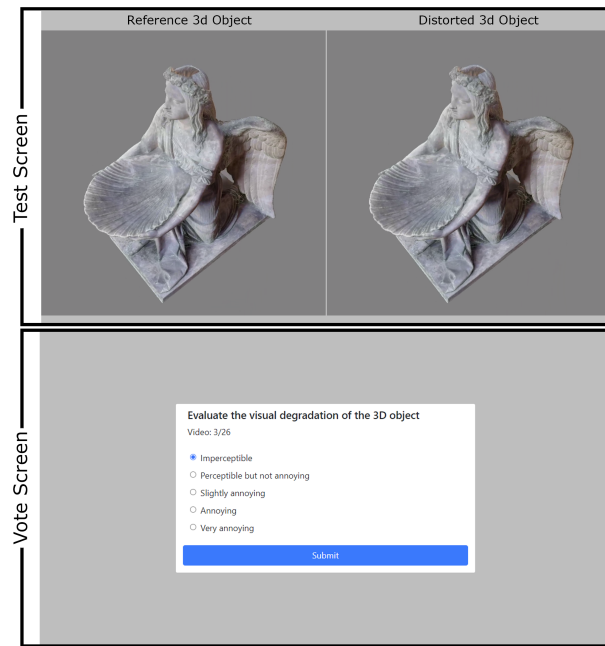 Reference 3d Object
Distorted 3d Object
Test Screen
Vote Screen
Evaluate the visual degradation of the 3D object
Video: 3/26
Imperceptible
Perceptible but not annoying
Slightly annoying
Annoying
Very annoying
Submit